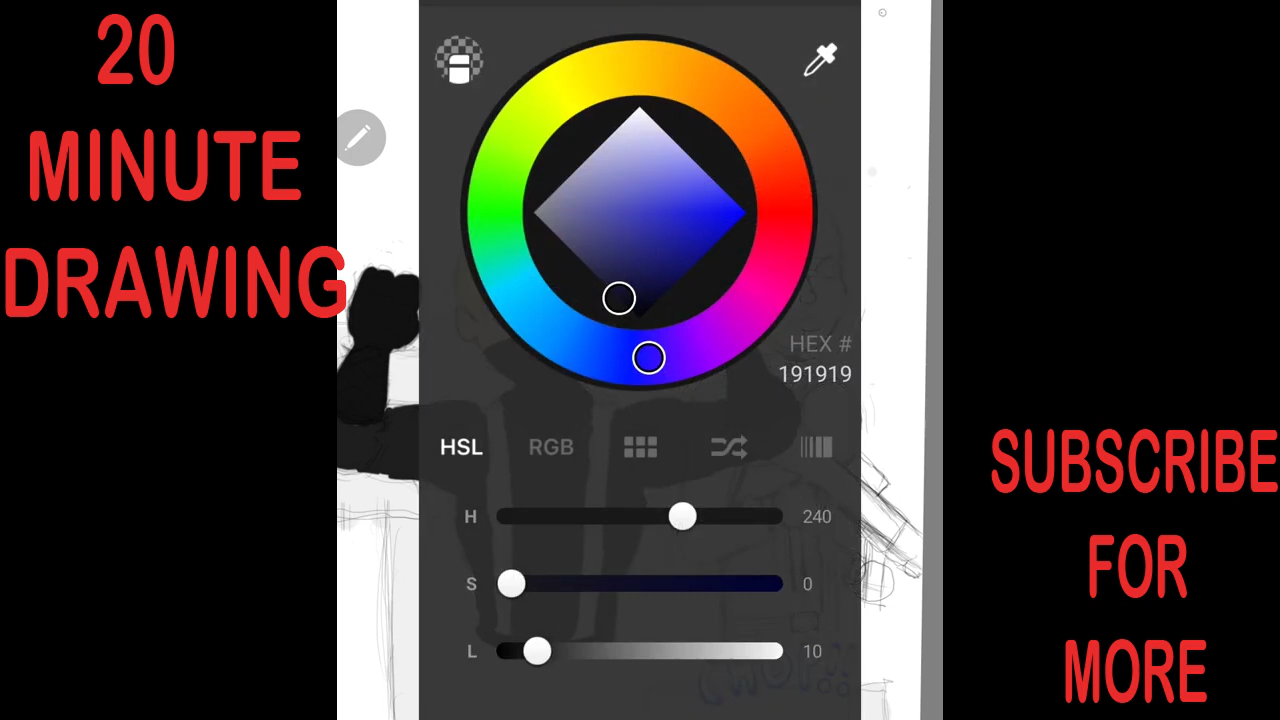 20
MINUTE
DRAWING
HEX #
191919
HSL RGB
H 240
S 0
L 10
SUBSCRIBE
FOR
MORE